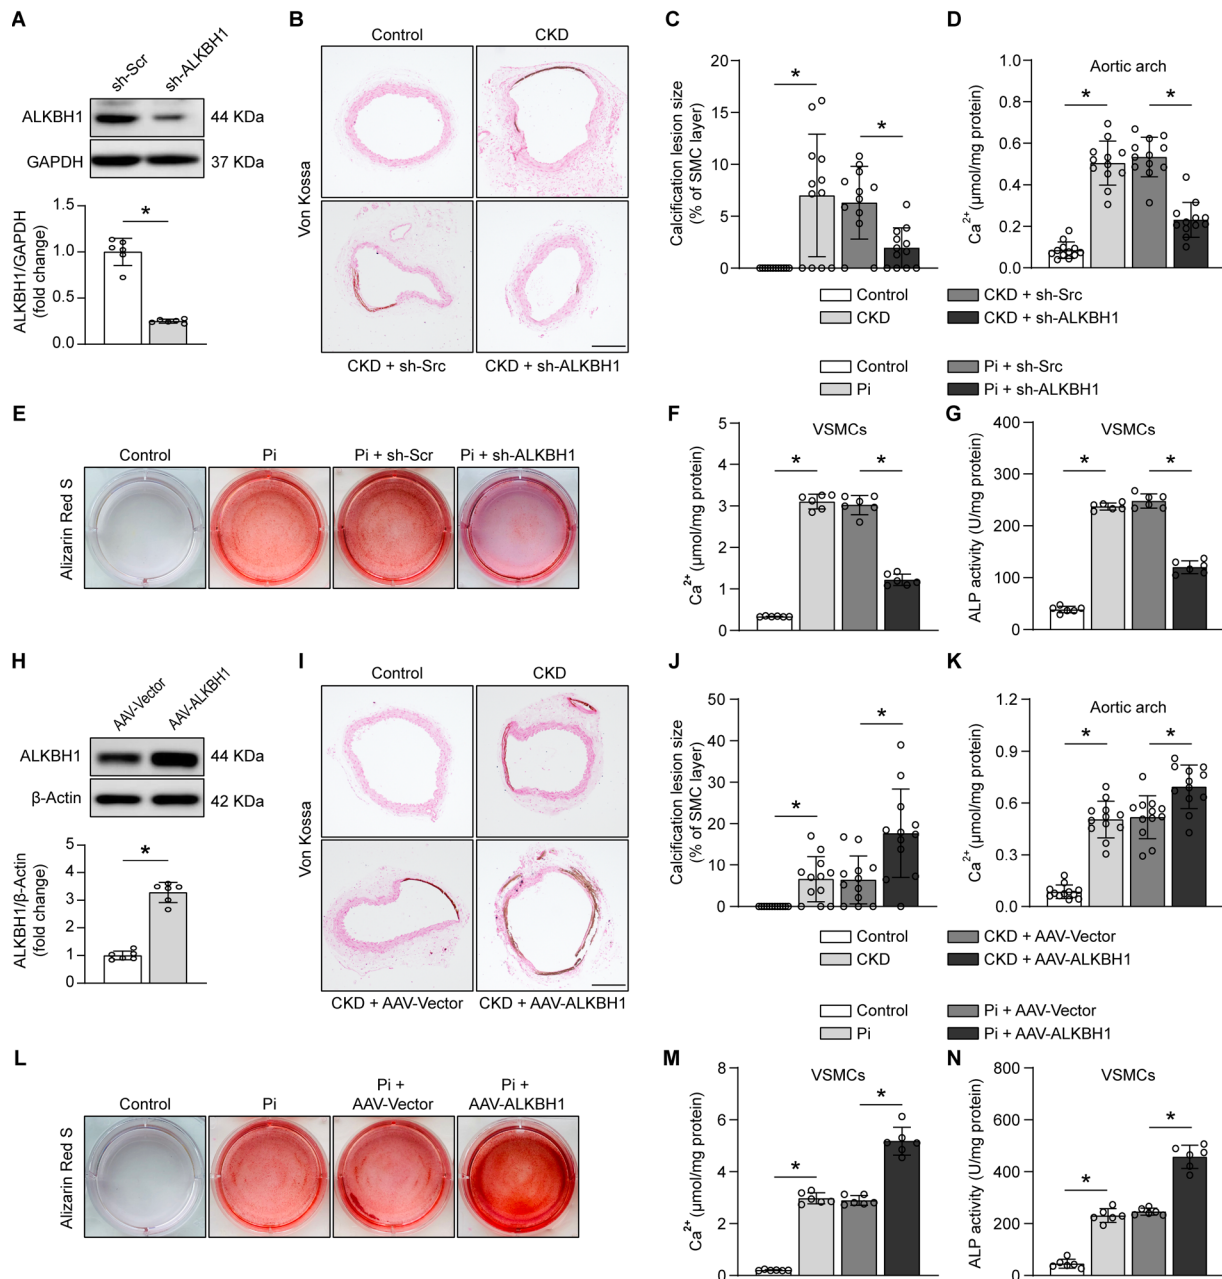 A
sh-Scr
sh-ALKBH1
ALKBH1
44 KDa
GAPDH
37 KDa
ALKBH1/GAPDH
(fold change)
1.5
1.0
0.5
0.0
*
B
Control
CKD
Von Kossa
CKD + sh-Src
CKD + sh-ALKBH1
C
Calcification lesion size
(% of SMC layer)
20
15
10
5
0
*
*
D
Aortic arch
Ca2+ (μmol/mg protein)
1.0
0.8
0.6
0.4
0.2
0.0
*
*
Control
CKD
CKD + sh-Src
CKD + sh-ALKBH1
Control
Pi
Pi + sh-Src
Pi + sh-ALKBH1
E
Control
Pi
Pi + sh-Scr
Pi + sh-ALKBH1
Alizarin Red S
F
VSMCs
Ca2+ (μmol/mg protein)
5
4
3
2
1
0
*
*
G
VSMCs
ALP activity (U/mg protein)
400
300
200
100
0
*
*
H
AAV-Vector
AAV-ALKBH1
ALKBH1
44 KDa
β-Actin
42 KDa
ALKBH1/β-Actin
(fold change)
5
4
3
2
1
0
*
I
Control
CKD
Von Kossa
CKD + AAV-Vector
CKD + AAV-ALKBH1
J
Calcification lesion size
(% of SMC layer)
50
40
30
20
10
0
*
*
K
Aortic arch
Ca2+ (μmol/mg protein)
1.2
0.9
0.6
0.3
0.0
*
*
Control
CKD
CKD + AAV-Vector
CKD + AAV-ALKBH1
Control
Pi
Pi + AAV-Vector
Pi + AAV-ALKBH1
L
Control
Pi
Pi +
AAV-Vector
Pi +
AAV-ALKBH1
Alizarin Red S
M
VSMCs
Ca2+ (μmol/mg protein)
8
6
4
2
0
*
*
N
VSMCs
ALP activity (U/mg protein)
800
600
400
200
0
*
*